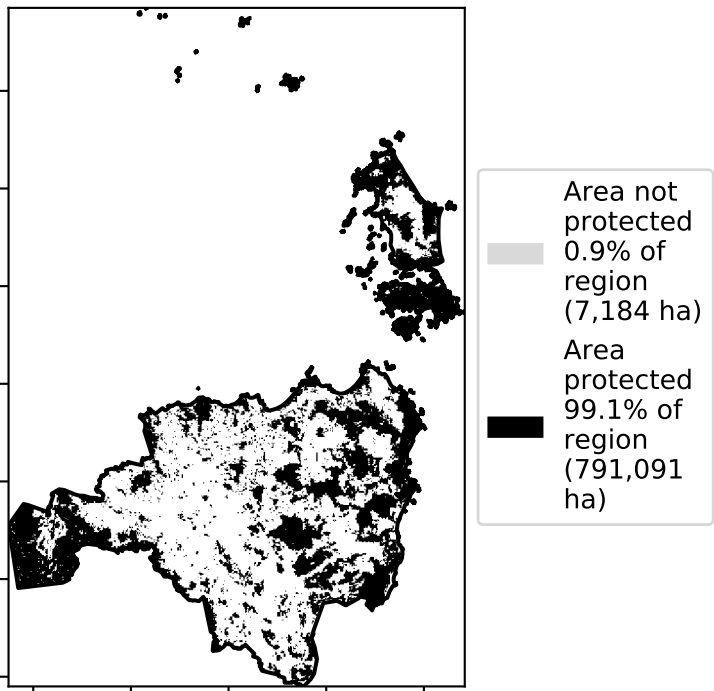 Area not
protected
0.9% of
region
(7,184 ha)
Area
protected
99.1% of
region
(791,091
ha)